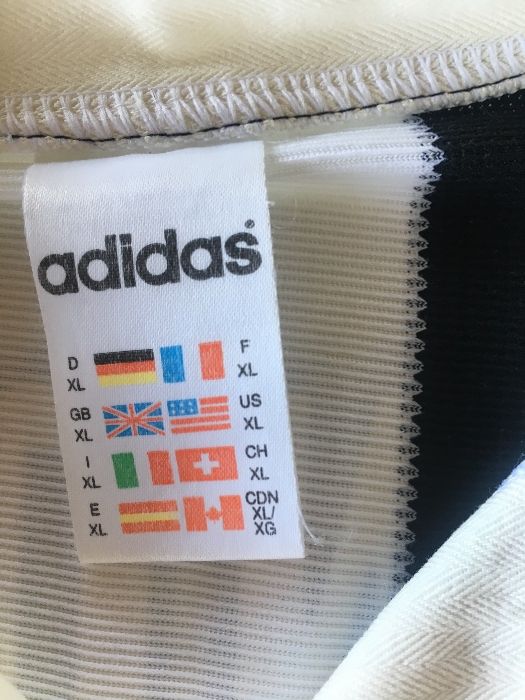 adidas
D XL F XL
GB XL US XL
I XL CH XL
E XL CDN XL/ XG